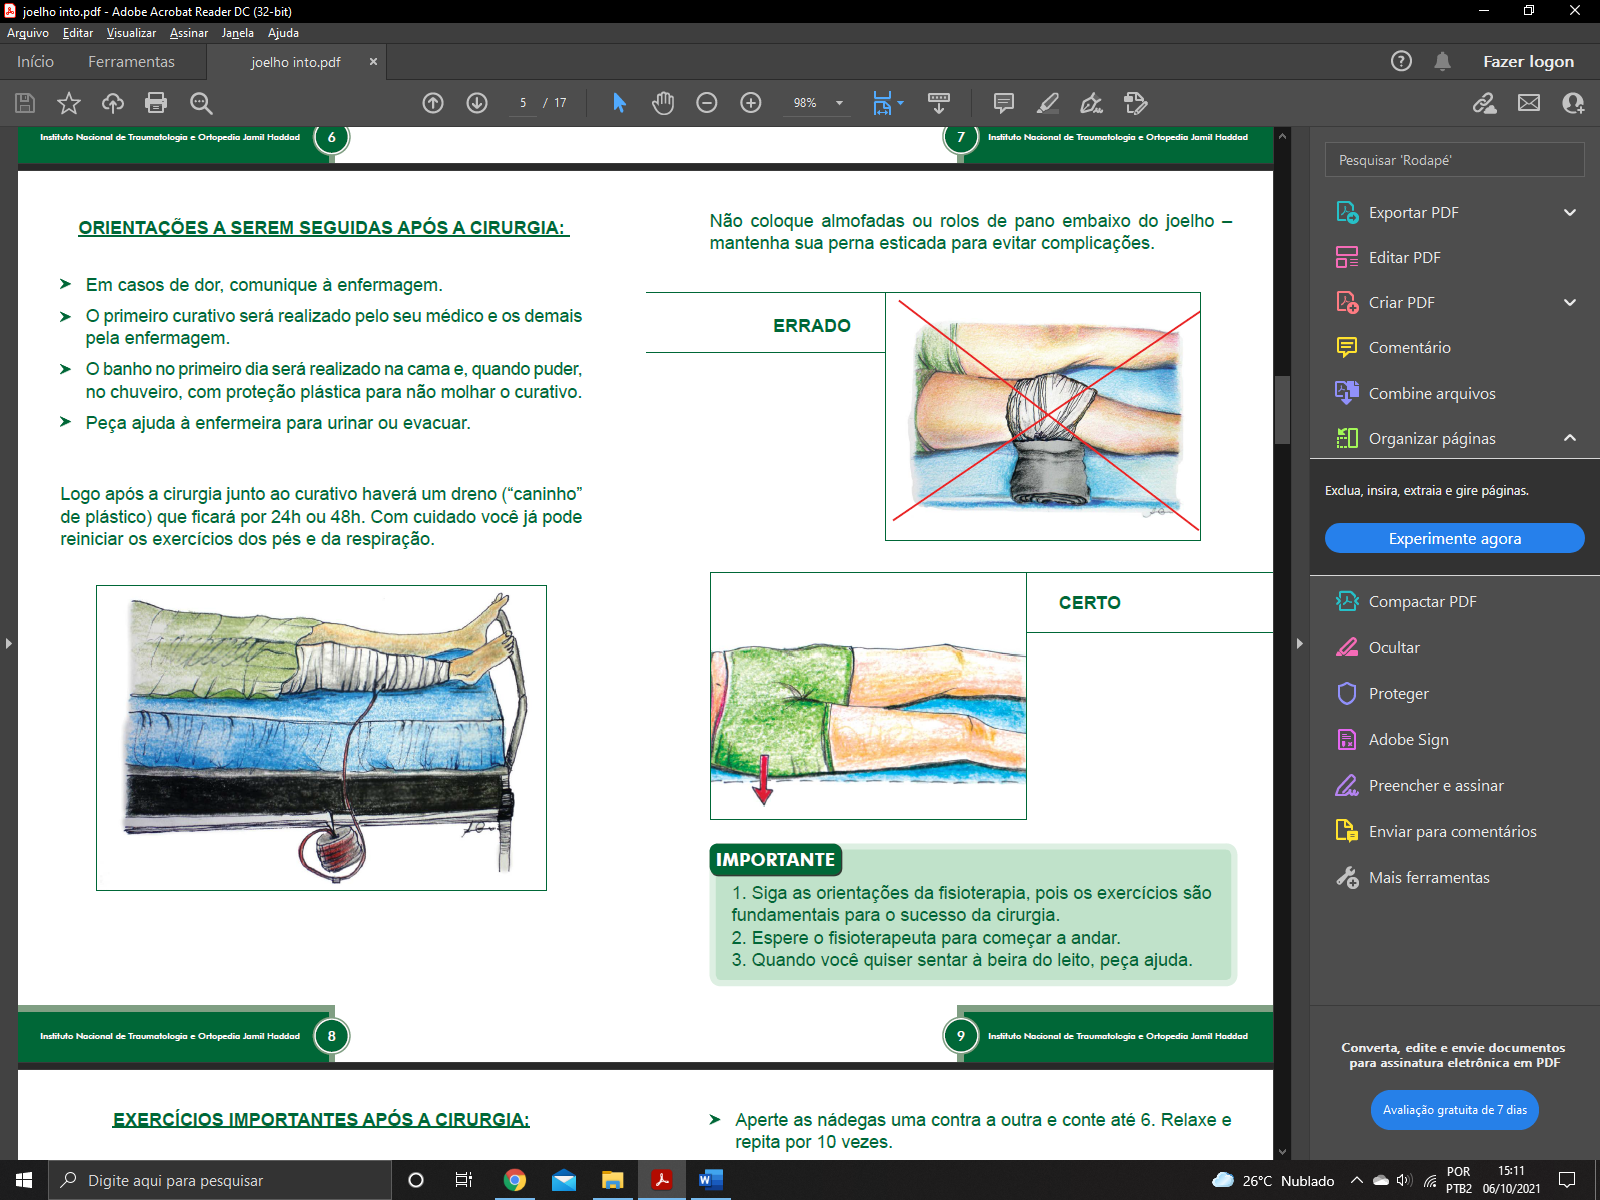 joelho into.pdf - Adobe Acrobat Reader DC (32-bit)
Arquivo Editar Visualizar Assinar Janela Ajuda
Início Ferramentas joelho into.pdf × Fazer logon
5 / 17 98%
Instituto Nacional de Traumatologia e Ortopedia Jamil Haddad 6
7 Instituto Nacional de Traumatologia e Ortopedia Jamil Haddad
ORIENTAÇÕES A SEREM SEGUIDAS APÓS A CIRURGIA:
➤ Em casos de dor, comunique à enfermagem.
➤ O primeiro curativo será realizado pelo seu médico e os demais
pela enfermagem.
➤ O banho no primeiro dia será realizado na cama e, quando puder,
no chuveiro, com proteção plástica para não molhar o curativo.
➤ Peça ajuda à enfermeira para urinar ou evacuar.
Logo após a cirurgia junto ao curativo haverá um dreno (“caninho”
de plástico) que ficará por 24h ou 48h. Com cuidado você já pode
reiniciar os exercícios dos pés e da respiração.
Instituto Nacional de Traumatologia e Ortopedia Jamil Haddad 8
Não coloque almofadas ou rolos de pano embaixo do joelho –
mantenha sua perna esticada para evitar complicações.
ERRADO
CERTO
IMPORTANTE
1. Siga as orientações da fisioterapia, pois os exercícios são
fundamentais para o sucesso da cirurgia.
2. Espere o fisioterapeuta para começar a andar.
3. Quando você quiser sentar à beira do leito, peça ajuda.
9 Instituto Nacional de Traumatologia e Ortopedia Jamil Haddad
EXERCÍCIOS IMPORTANTES APÓS A CIRURGIA:
➤ Aperte as nádegas uma contra a outra e conte até 6. Relaxe e
repita por 10 vezes.
Pesquisar 'Rodapé'
Exportar PDF
Editar PDF
Criar PDF
Comentário
Combine arquivos
Organizar páginas
Exclua, insira, extraia e gire páginas.
Experimente agora
Compactar PDF
Ocultar
Proteger
Adobe Sign
Preencher e assinar
Enviar para comentários
Mais ferramentas
Converta, edite e envie documentos
para assinatura eletrônica em PDF
Avaliação gratuita de 7 dias
Digite aqui para pesquisar
26°C Nublado
POR
PTB2
15:11
06/10/2021